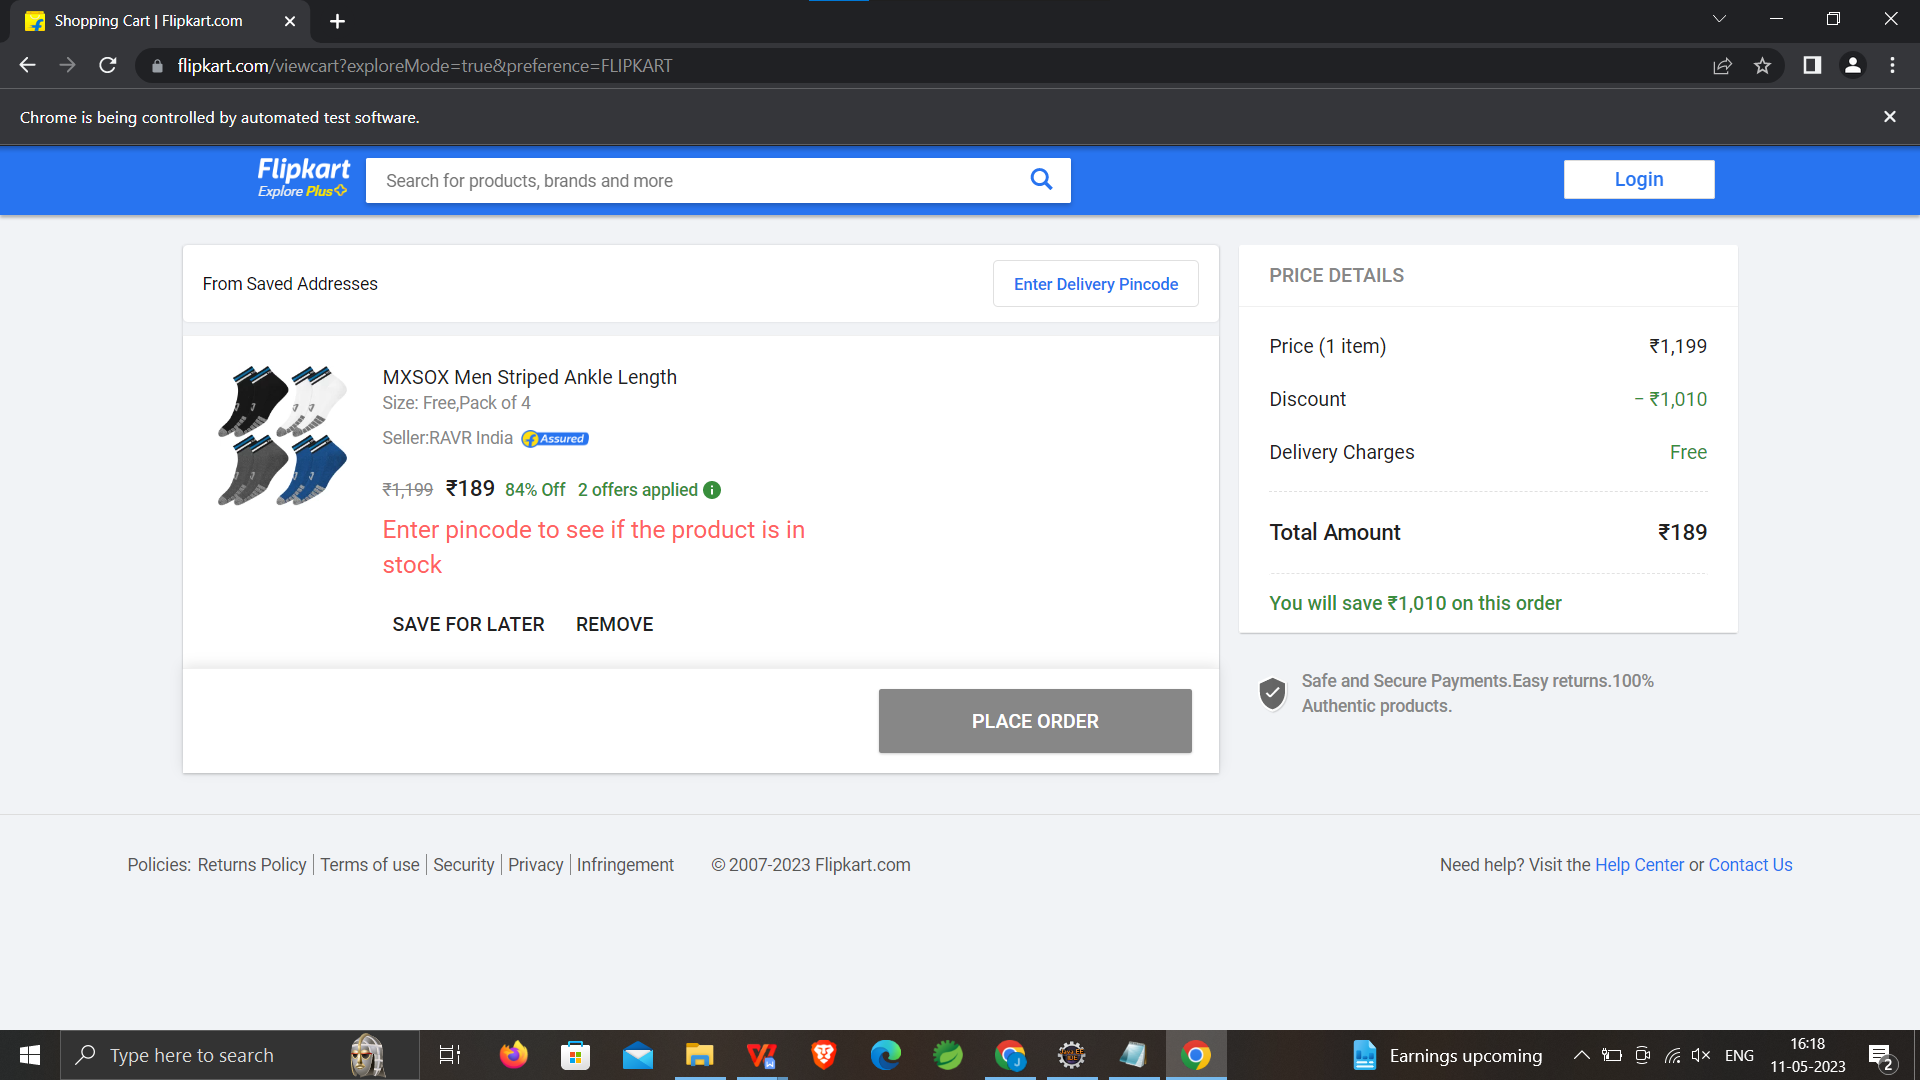 Shopping Cart | Flipkart.com
flipkart.com/viewcart?exploreMode=true&preference=FLIPKART
Chrome is being controlled by automated test software.
Flipkart
Explore Plus
Search for products, brands and more
Login
From Saved Addresses
Enter Delivery Pincode
MXSOX Men Striped Ankle Length
Size: Free,Pack of 4
Seller:RAVR India
Assured
₹1,199 ₹189 84% Off 2 offers applied
Enter pincode to see if the product is in
stock
SAVE FOR LATER REMOVE
PLACE ORDER
PRICE DETAILS
Price (1 item) ₹1,199
Discount − ₹1,010
Delivery Charges Free
Total Amount ₹189
You will save ₹1,010 on this order
Safe and Secure Payments.Easy returns.100%
Authentic products.
Policies: Returns Policy Terms of use Security Privacy Infringement © 2007-2023 Flipkart.com
Need help? Visit the Help Center or Contact Us
Type here to search
Earnings upcoming
ENG
16:18
11-05-2023
2